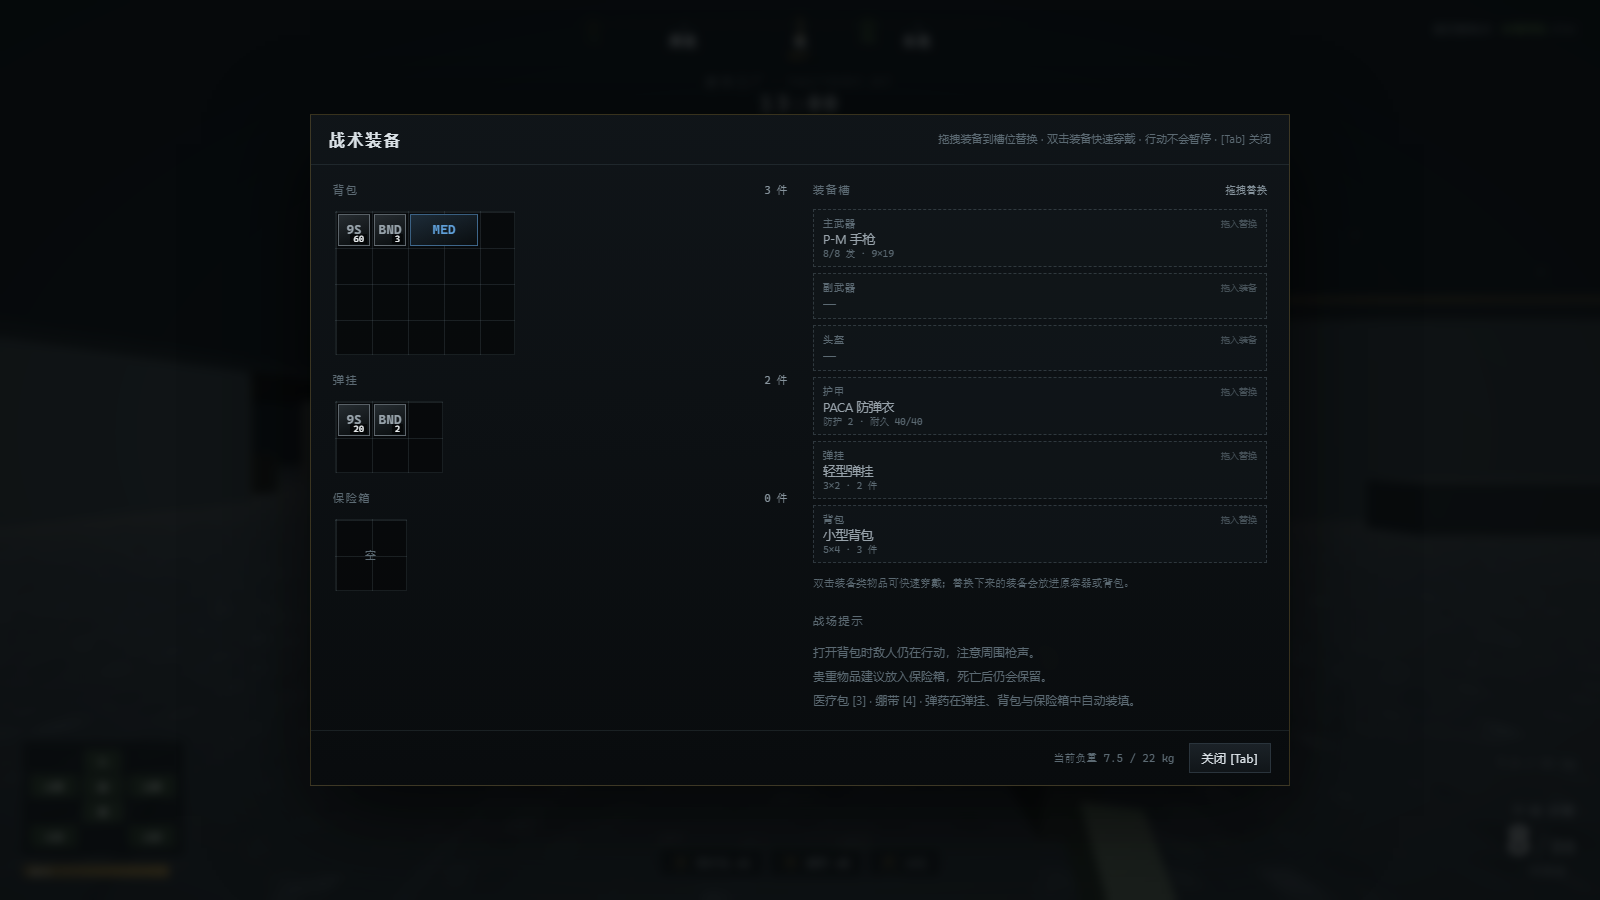 战术装备
拖拽装备到槽位替换 · 双击装备快速穿戴 · 行动不会暂停 · [Tab] 关闭
背包
3 件
9S
60
BND
3
MED
弹挂
2 件
9S
20
BND
2
保险箱
0 件
空
装备槽
拖拽替换
主武器
拖入替换
P-M 手枪
8/8 发 · 9×19
副武器
拖入装备
—
头盔
拖入装备
—
护甲
拖入替换
PACA 防弹衣
防护 2 · 耐久 40/40
弹挂
拖入替换
轻型弹挂
3×2 · 2 件
背包
拖入替换
小型背包
5×4 · 3 件
双击装备类物品可快速穿戴；替换下来的装备会放进原容器或背包。
战场提示
打开背包时敌人仍在行动，注意周围枪声。
贵重物品建议放入保险箱，死亡后仍会保留。
医疗包 [3] · 绷带 [4] · 弹药在弹挂、背包与保险箱中自动装填。
当前负重 7.5 / 22 kg
关闭 [Tab]